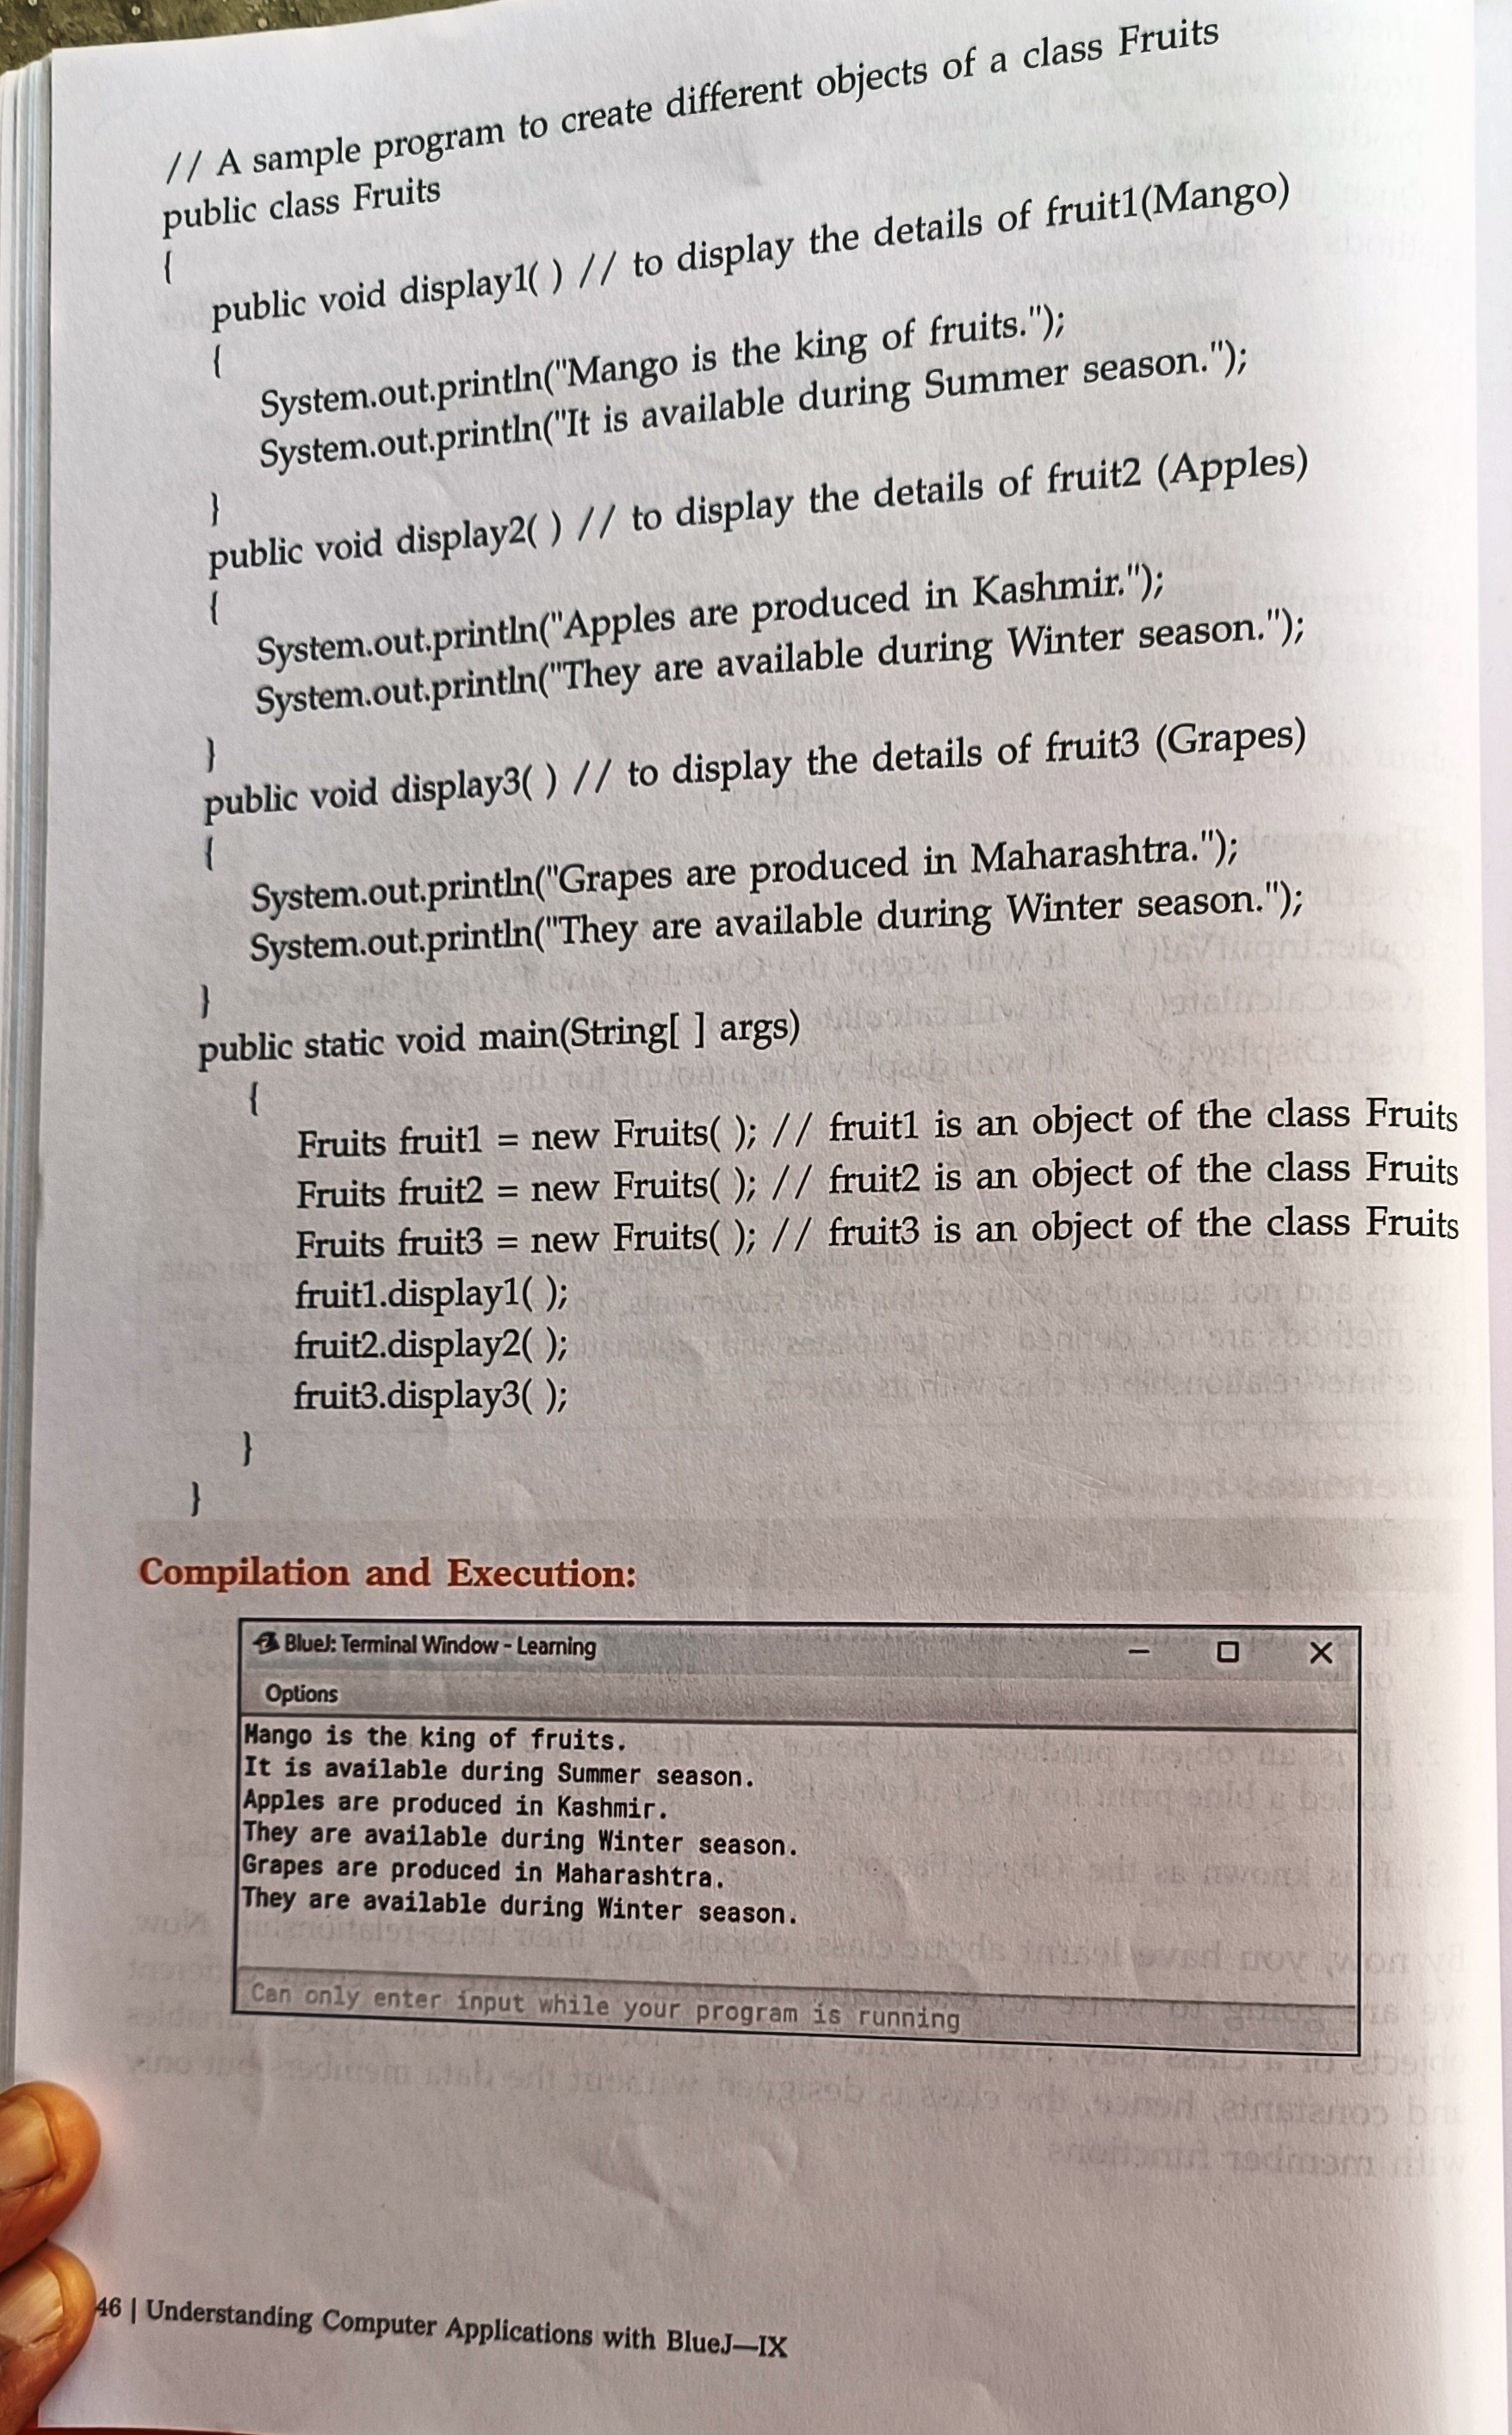 // A sample program to create different objects of a class Fruits
public class Fruits
{
public void display1( ) // to display the details of fruit1(Mango)
{
System.out.println("Mango is the king of fruits.");
System.out.println("It is available during Summer season.");
}
public void display2( ) // to display the details of fruit2 (Apples)
{
System.out.println("Apples are produced in Kashmir.");
System.out.println("They are available during Winter season.");
}
public void display3( ) // to display the details of fruit3 (Grapes)
{
System.out.println("Grapes are produced in Maharashtra.");
System.out.println("They are available during Winter season.");
}
public static void main(String[ ] args)
{
Fruits fruit1 = new Fruits( ); // fruit1 is an object of the class Fruits
Fruits fruit2 = new Fruits( ); // fruit2 is an object of the class Fruits
Fruits fruit3 = new Fruits( ); // fruit3 is an object of the class Fruits
fruit1.display1( );
fruit2.display2( );
fruit3.display3( );
}
}
Compilation and Execution:
BlueJ: Terminal Window - Learning
Options
Mango is the king of fruits.
It is available during Summer season.
Apples are produced in Kashmir.
They are available during Winter season.
Grapes are produced in Maharashtra.
They are available during Winter season.
Can only enter input while your program is running
46 | Understanding Computer Applications with BlueJ—IX